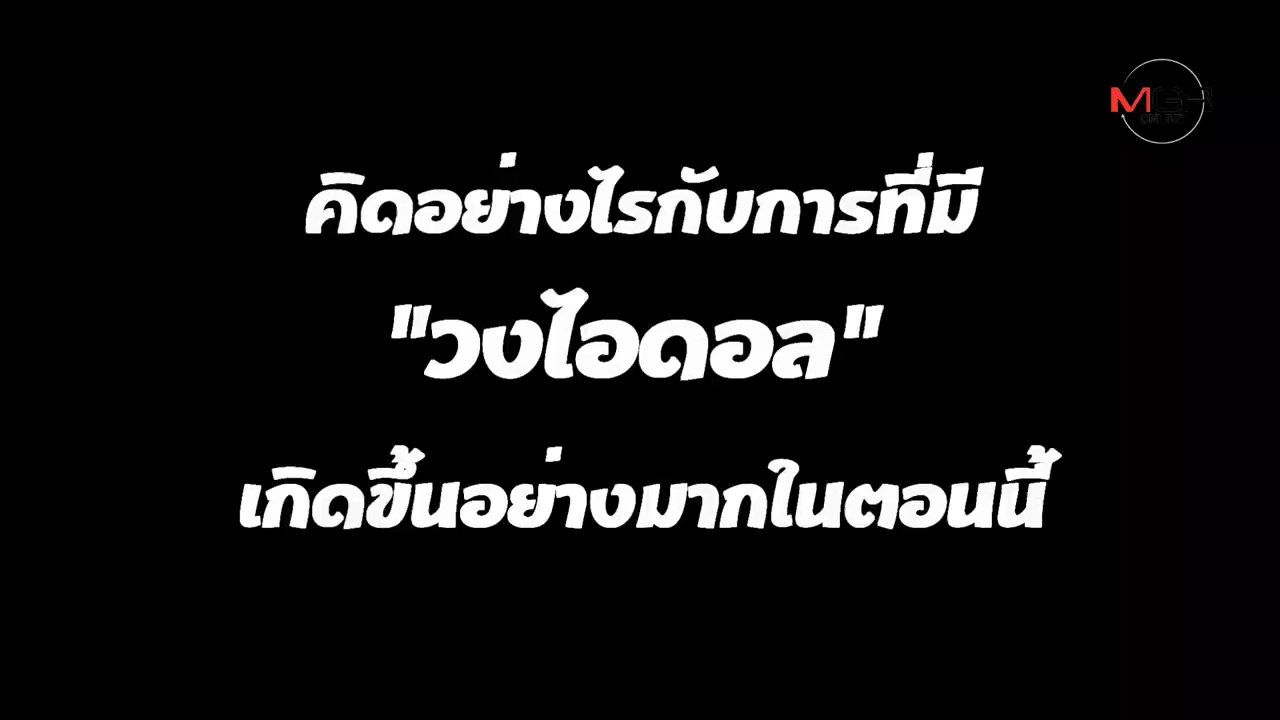 MGR
ONLINE
คิดอย่างไรกับการที่มี
"วงไอดอล"
เกิดขึ้นอย่างมากในตอนนี้